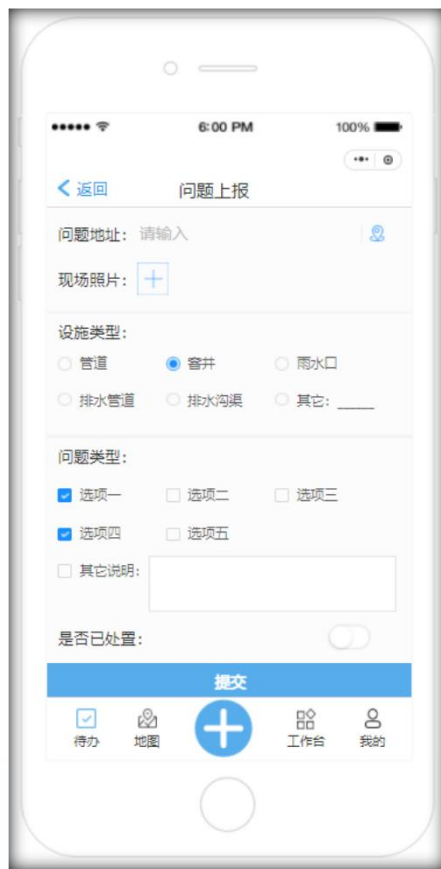 6:00 PM 100%
返回 问题上报
问题地址： 请输入
现场照片：
设施类型：
管道 窨井 雨水口
排水管道 排水沟渠 其它：_____
问题类型：
选项一 选项二 选项三
选项四 选项五
其它说明：
是否已处置：
提交
待办 地图 工作台 我的